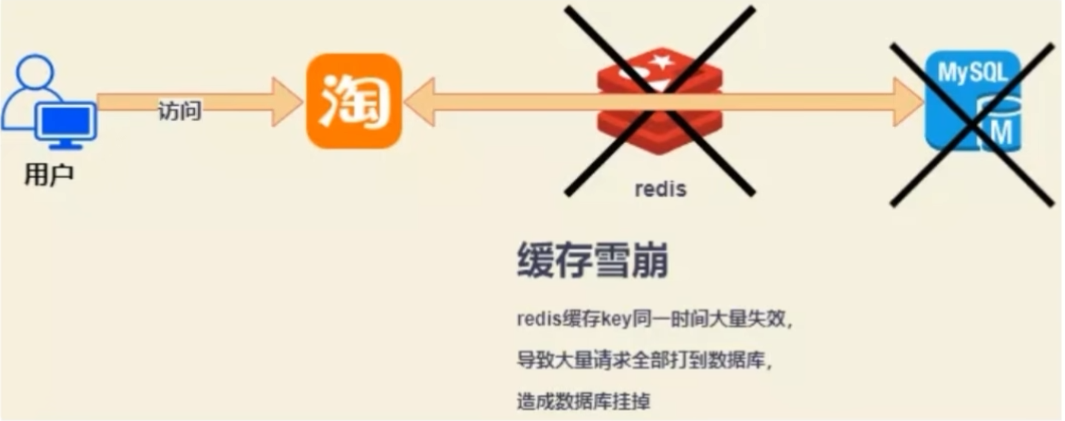 访问
淘
MySQL
M
用户
redis
缓存雪崩
redis缓存key同一时间大量失效，
导致大量请求全部打到数据库，
造成数据库挂掉